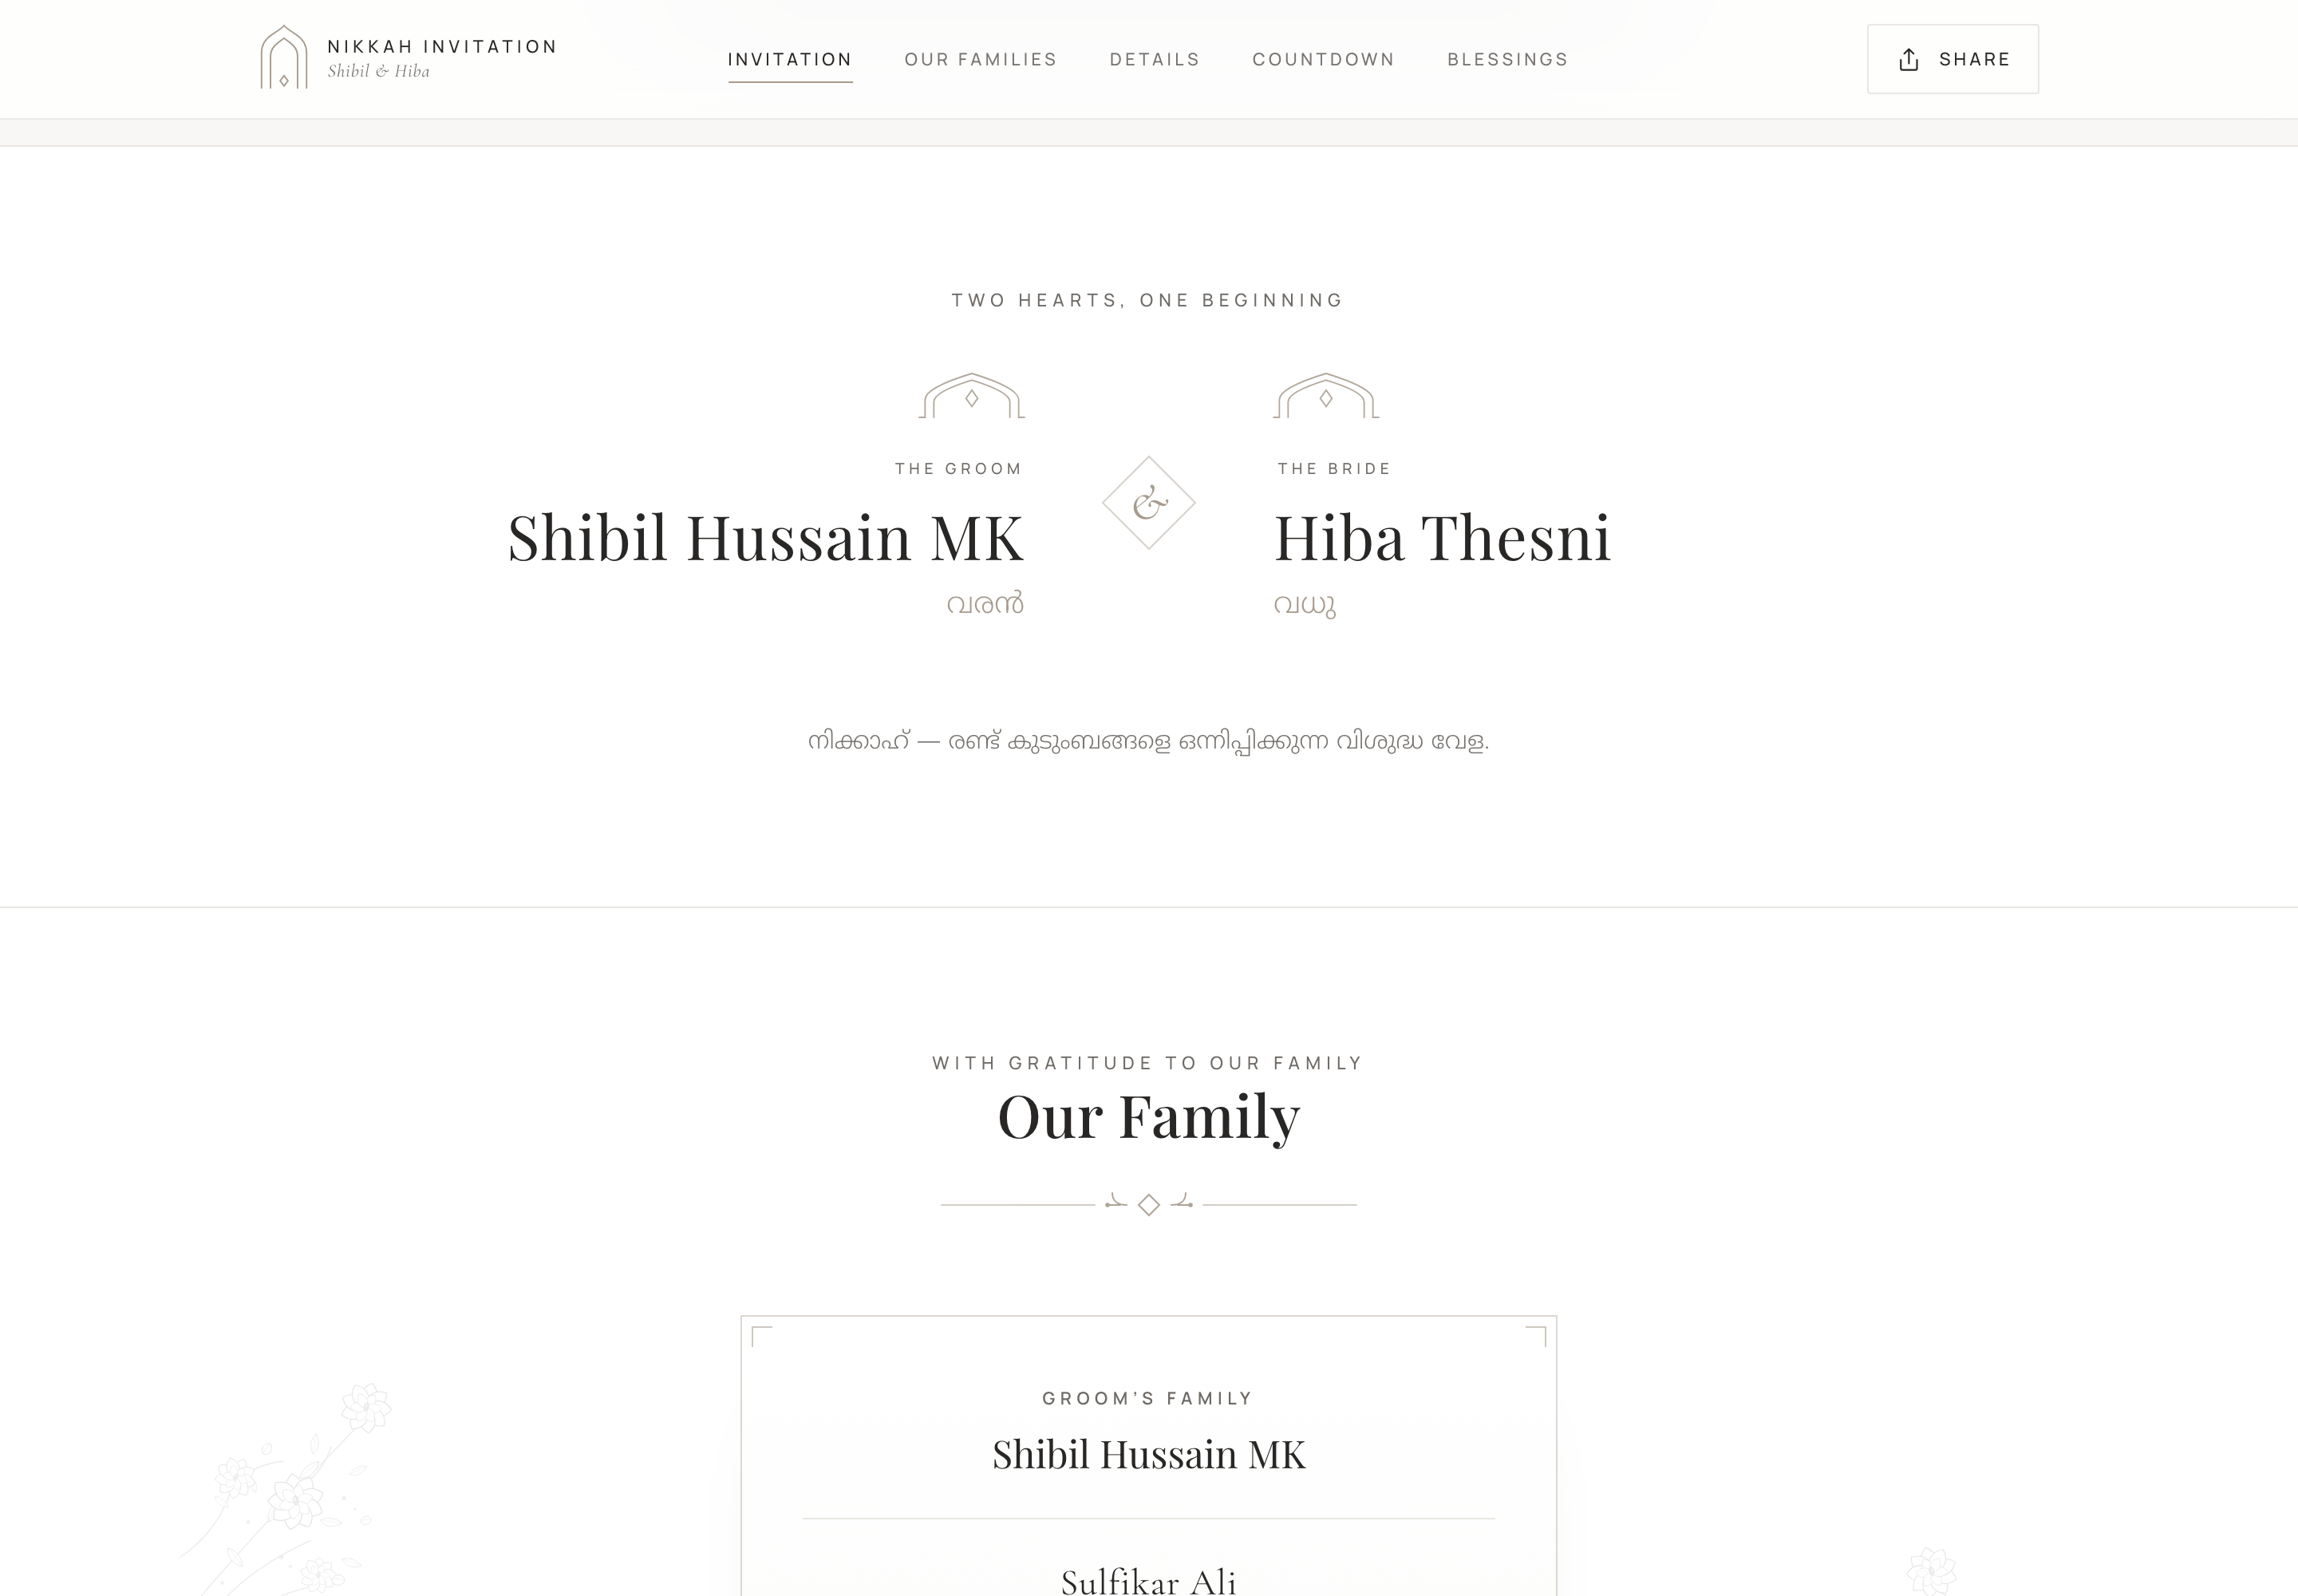 NIKKAH INVITATION
Shibil & Hiba
INVITATION
OUR FAMILIES
DETAILS
COUNTDOWN
BLESSINGS
SHARE
TWO HEARTS, ONE BEGINNING
THE GROOM
Shibil Hussain MK
വരൻ
&
THE BRIDE
Hiba Thesni
വധു
നിക്കാഹ് — രണ്ട് കുടുംബങ്ങളെ ഒന്നിപ്പിക്കുന്ന വിശുദ്ധ വേള.
WITH GRATITUDE TO OUR FAMILY
Our Family
GROOM’S FAMILY
Shibil Hussain MK
Sulfikar Ali